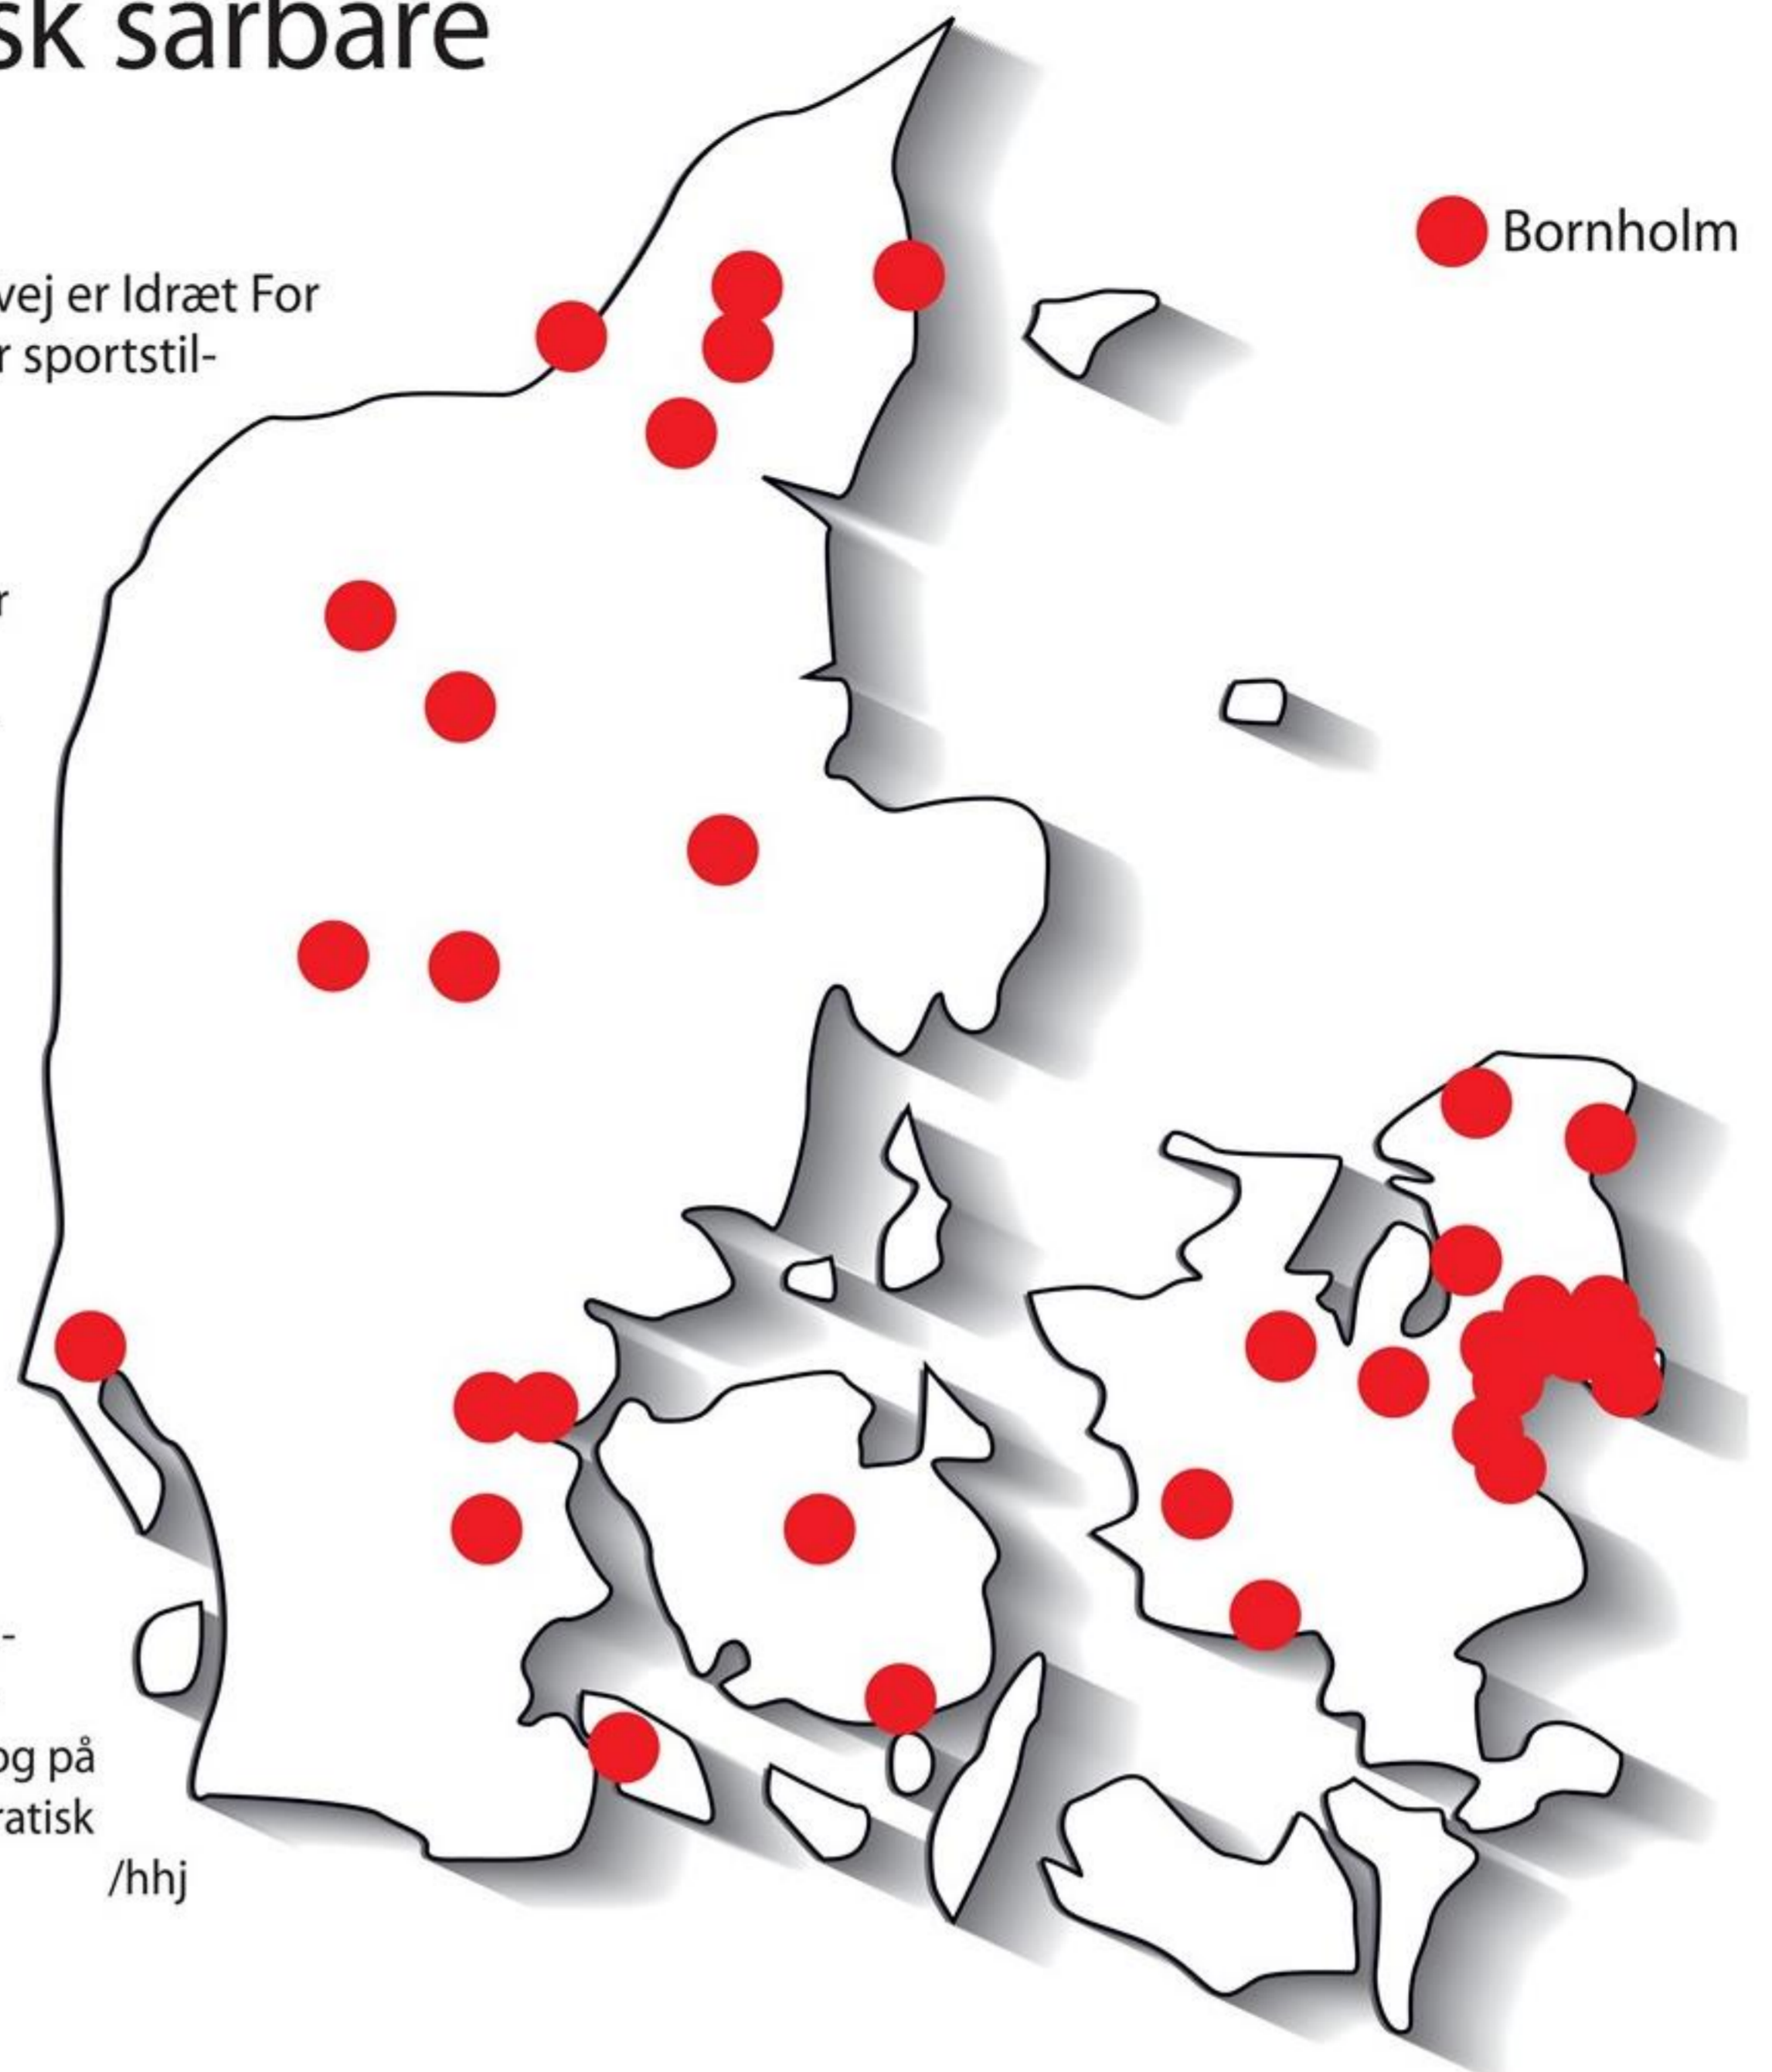 sk sårbare
vej er Idræt For
r sportstil-
r
-
og på
ratisk
/hhj
Bornholm